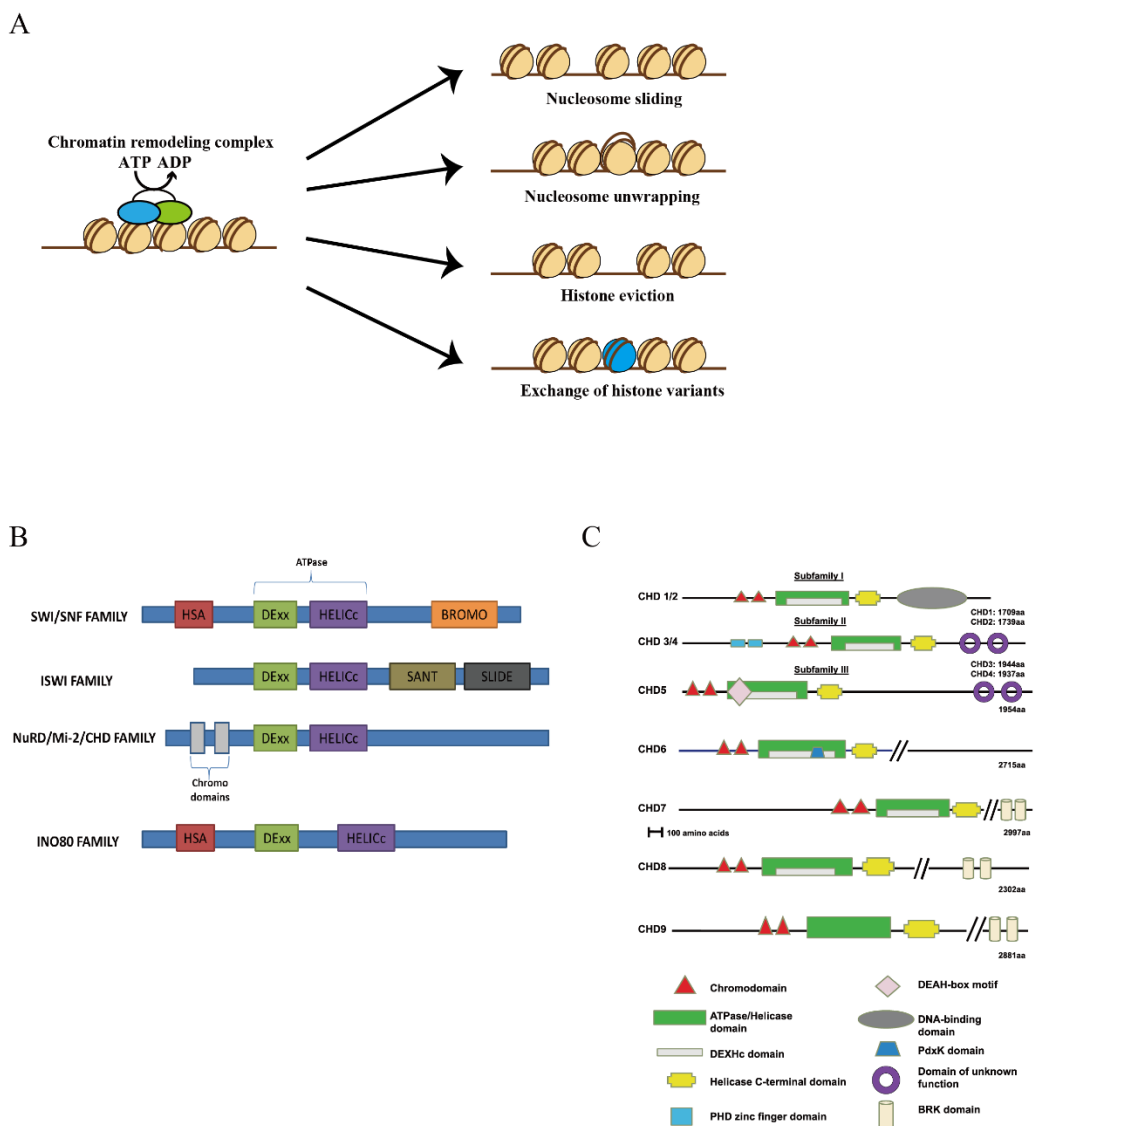 A
Chromatin remodeling complex
ATP ADP
Nucleosome sliding
Nucleosome unwrapping
Histone eviction
Exchange of histone variants
B
ATPase
SWI/SNF FAMILY
HSA
DExx
HELICc
BROMO
ISWI FAMILY
DExx
HELICc
SANT
SLIDE
NuRD/Mi-2/CHD FAMILY
DExx
HELICc
Chromo
domains
INO80 FAMILY
HSA
DExx
HELICc
C
Subfamily I
CHD 1/2
CHD1: 1709aa
CHD2: 1739aa
Subfamily II
CHD 3/4
CHD3: 1944aa
CHD4: 1937aa
Subfamily III
CHD5
1954aa
CHD6
2715aa
CHD7
100 amino acids
2997aa
CHD8
2302aa
CHD9
2881aa
Chromodomain
ATPase/Helicase
domain
DEXHc domain
Helicase C-terminal domain
PHD zinc finger domain
DEAH-box motif
DNA-binding
domain
PdxK domain
Domain of unknown
function
BRK domain